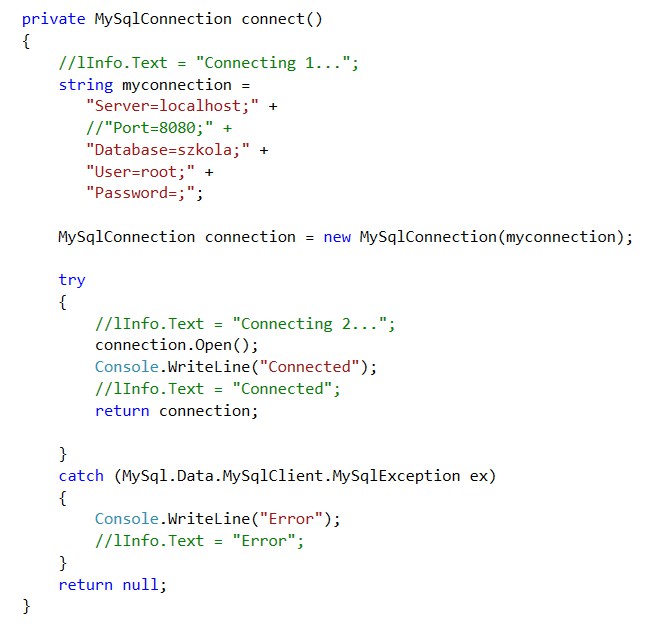 private MySqlConnection connect()
{
    //lInfo.Text = "Connecting 1...";
    string myconnection =
       "Server=localhost;" +
       //"Port=8080;" +
       "Database=szkola;" +
       "User=root;" +
       "Password=;";

    MySqlConnection connection = new MySqlConnection(myconnection);

    try
    {
        //lInfo.Text = "Connecting 2...";
        connection.Open();
        Console.WriteLine("Connected");
        //lInfo.Text = "Connected";
        return connection;

    }
    catch (MySql.Data.MySqlClient.MySqlException ex)
    {
        Console.WriteLine("Error");
        //lInfo.Text = "Error";
    }
    return null;
}